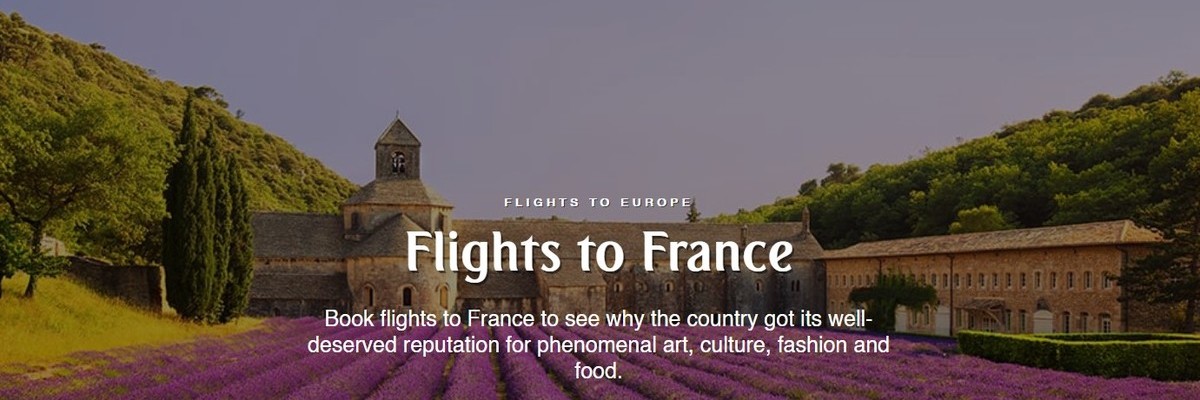 FLIGHTS TO EUROPE
Flights to France
Book flights to France to see why the country got its well-
deserved reputation for phenomenal art, culture, fashion and
food.